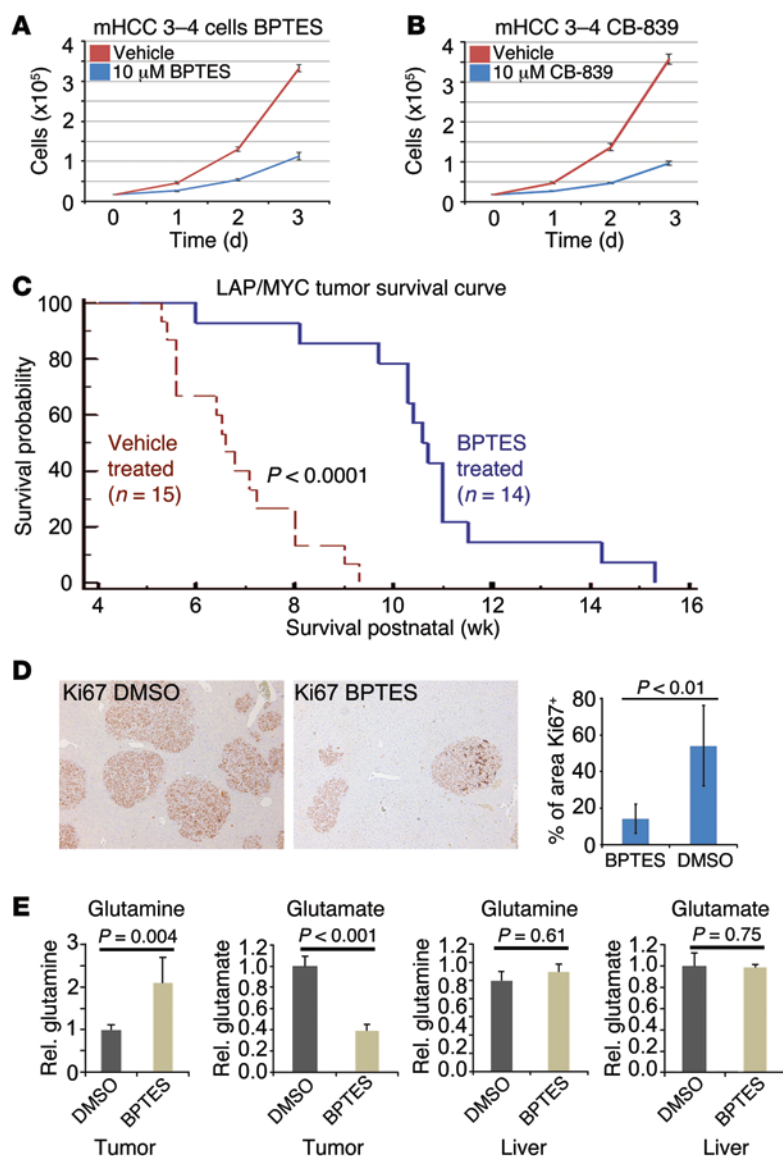 A
mHCC 3–4 cells BPTES
Vehicle
10 µM BPTES
Cells (x10⁵)
4
3
2
1
0
0 1 2 3
Time (d)
B
mHCC 3–4 CB-839
Vehicle
10 µM CB-839
Cells (x10⁵)
4
3
2
1
0
0 1 2 3
Time (d)
C
LAP/MYC tumor survival curve
Survival probability
100
80
60
40
20
0
Vehicle
treated
(n = 15)
P < 0.0001
BPTES
treated
(n = 14)
4 6 8 10 12 14 16
Survival postnatal (wk)
D
Ki67 DMSO
Ki67 BPTES
P < 0.01
% of area Ki67⁺
80
60
40
20
0
BPTES DMSO
E
Glutamine
P = 0.004
Rel. glutamine
3
2
1
0
DMSO
BPTES
Tumor
Glutamate
P < 0.001
Rel. glutamate
1.2
1.0
0.8
0.6
0.4
0.2
0.0
DMSO
BPTES
Tumor
Glutamine
P = 0.61
Rel. glutamine
1.2
1.0
0.8
0.6
0.4
0.2
0.0
DMSO
BPTES
Liver
Glutamate
P = 0.75
Rel. glutamate
1.2
1.0
0.8
0.6
0.4
0.2
0.0
DMSO
BPTES
Liver